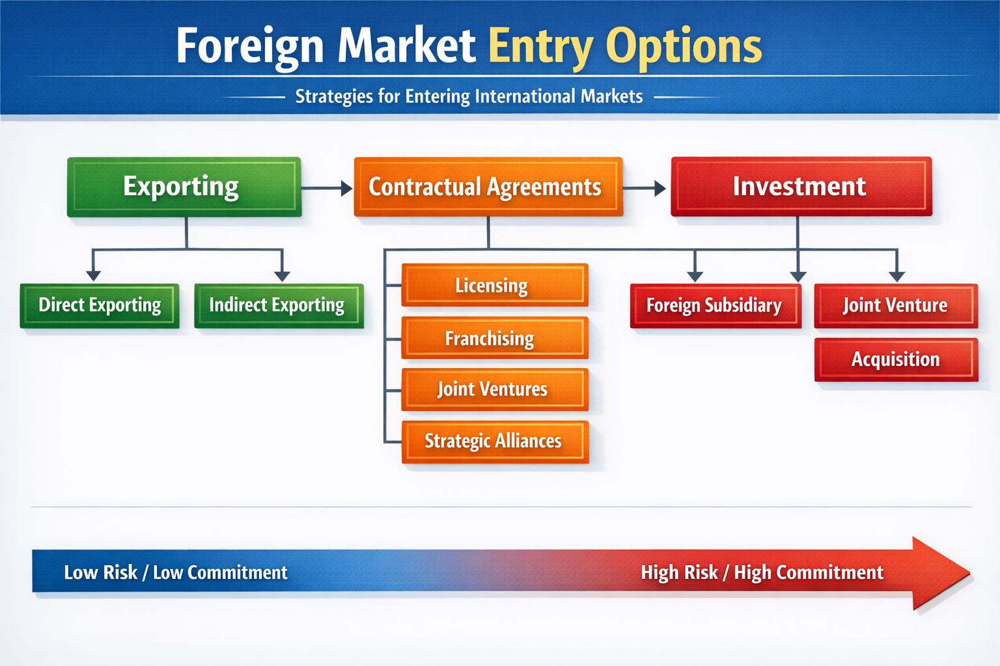 Foreign Market Entry Options
Strategies for Entering International Markets
Exporting
Contractual Agreements
Investment
Direct Exporting
Indirect Exporting
Licensing
Franchising
Joint Ventures
Strategic Alliances
Foreign Subsidiary
Joint Venture
Acquisition
Low Risk / Low Commitment
High Risk / High Commitment